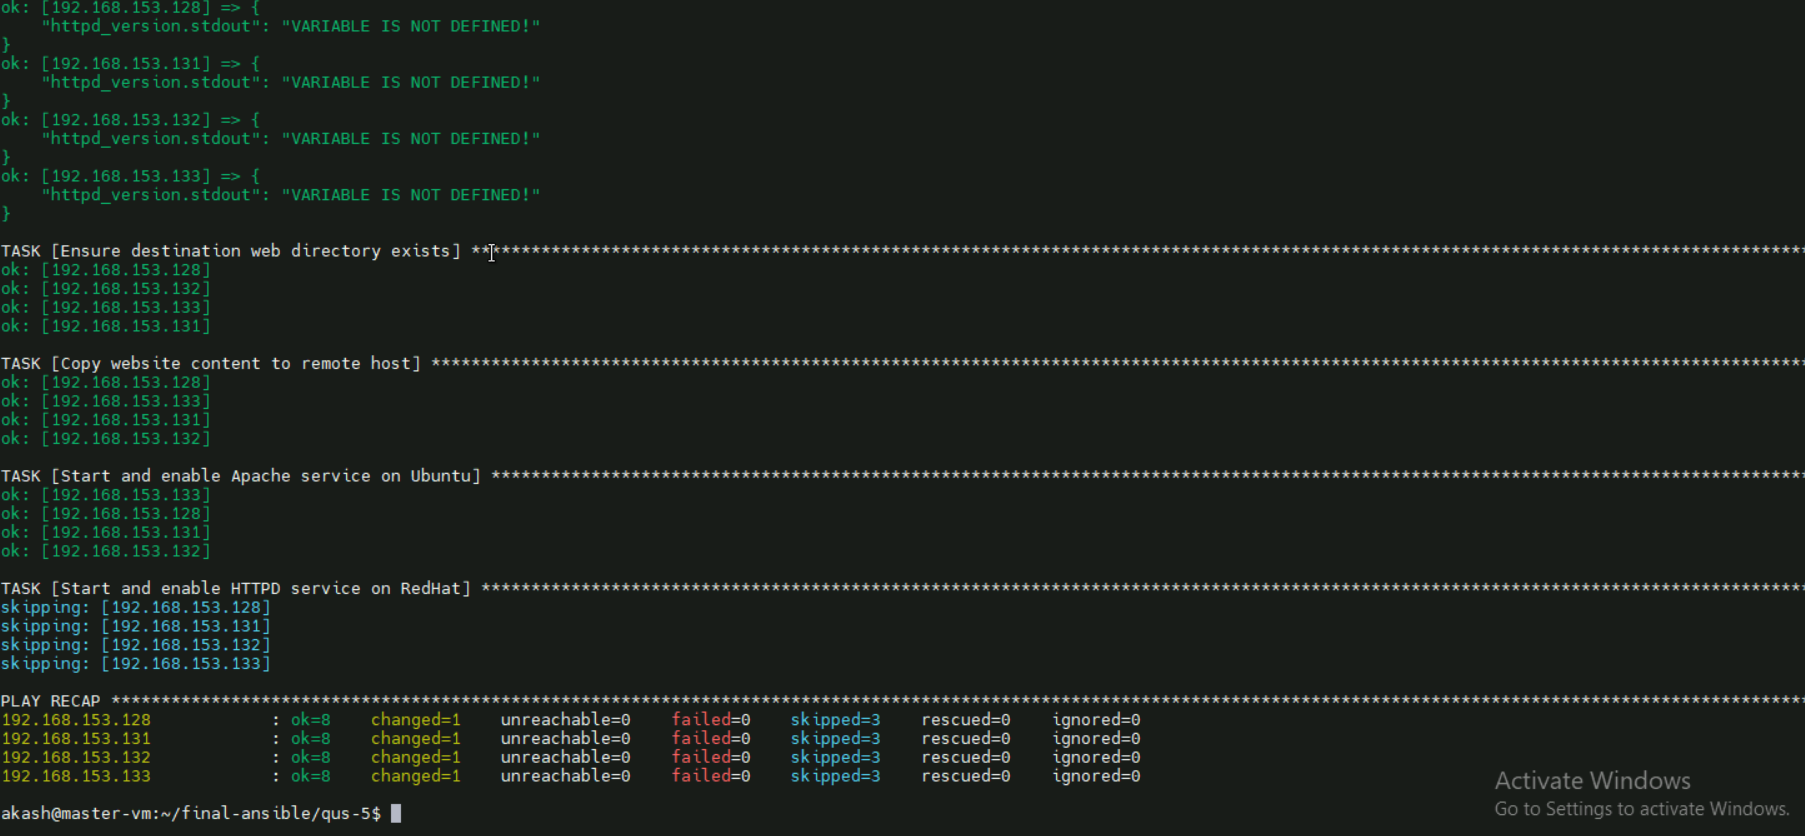 ok: [192.168.153.128] => {
    "httpd_version.stdout": "VARIABLE IS NOT DEFINED!"
}
ok: [192.168.153.131] => {
    "httpd_version.stdout": "VARIABLE IS NOT DEFINED!"
}
ok: [192.168.153.132] => {
    "httpd_version.stdout": "VARIABLE IS NOT DEFINED!"
}
ok: [192.168.153.133] => {
    "httpd_version.stdout": "VARIABLE IS NOT DEFINED!"
}
TASK [Ensure destination web directory exists] *************************************************************************************************************************************
ok: [192.168.153.128]
ok: [192.168.153.132]
ok: [192.168.153.133]
ok: [192.168.153.131]
TASK [Copy website content to remote host] *****************************************************************************************************************************************
ok: [192.168.153.128]
ok: [192.168.153.133]
ok: [192.168.153.131]
ok: [192.168.153.132]
TASK [Start and enable Apache service on Ubuntu] ***********************************************************************************************************************************
ok: [192.168.153.133]
ok: [192.168.153.128]
ok: [192.168.153.131]
ok: [192.168.153.132]
TASK [Start and enable HTTPD service on RedHat] ************************************************************************************************************************************
skipping: [192.168.153.128]
skipping: [192.168.153.131]
skipping: [192.168.153.132]
skipping: [192.168.153.133]
PLAY RECAP *************************************************************************************************************************************************************************
192.168.153.128            : ok=8    changed=1    unreachable=0    failed=0    skipped=3    rescued=0    ignored=0
192.168.153.131            : ok=8    changed=1    unreachable=0    failed=0    skipped=3    rescued=0    ignored=0
192.168.153.132            : ok=8    changed=1    unreachable=0    failed=0    skipped=3    rescued=0    ignored=0
192.168.153.133            : ok=8    changed=1    unreachable=0    failed=0    skipped=3    rescued=0    ignored=0
Activate Windows
Go to Settings to activate Windows.
akash@master-vm:~/final-ansible/qus-5$